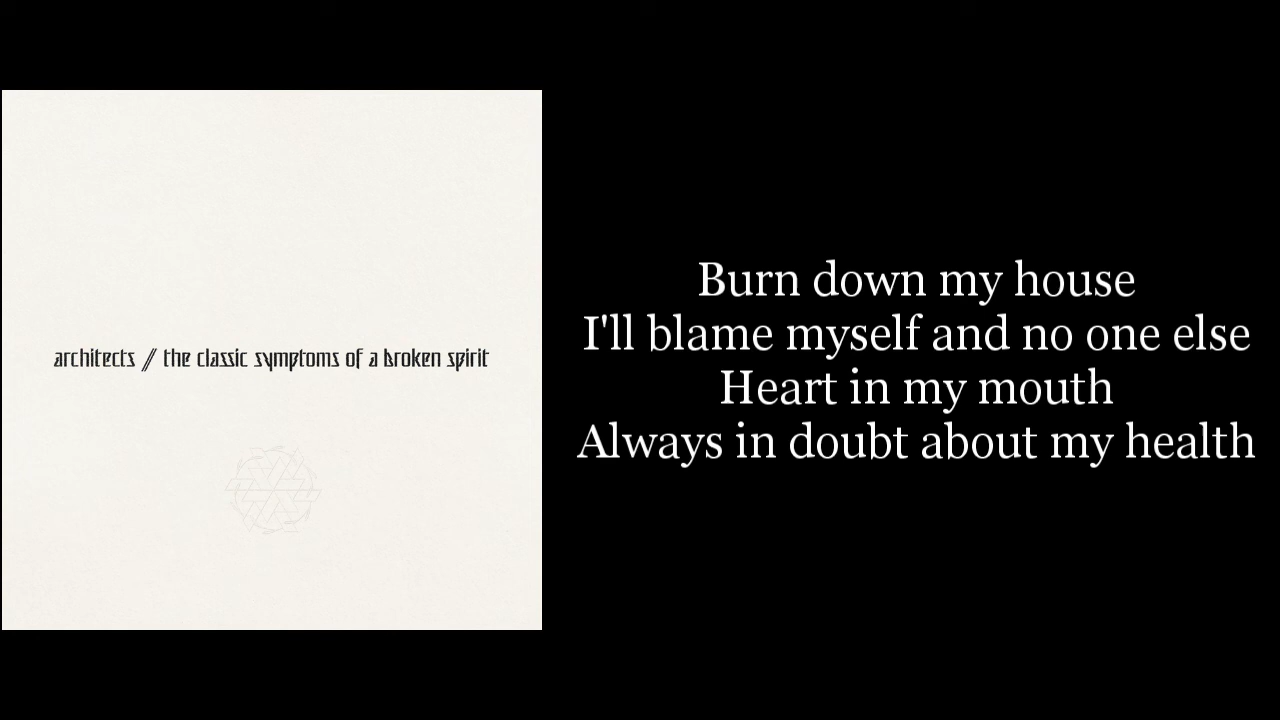 architects // the classic symptoms of a broken spirit
Burn down my house
I'll blame myself and no one else
Heart in my mouth
Always in doubt about my health